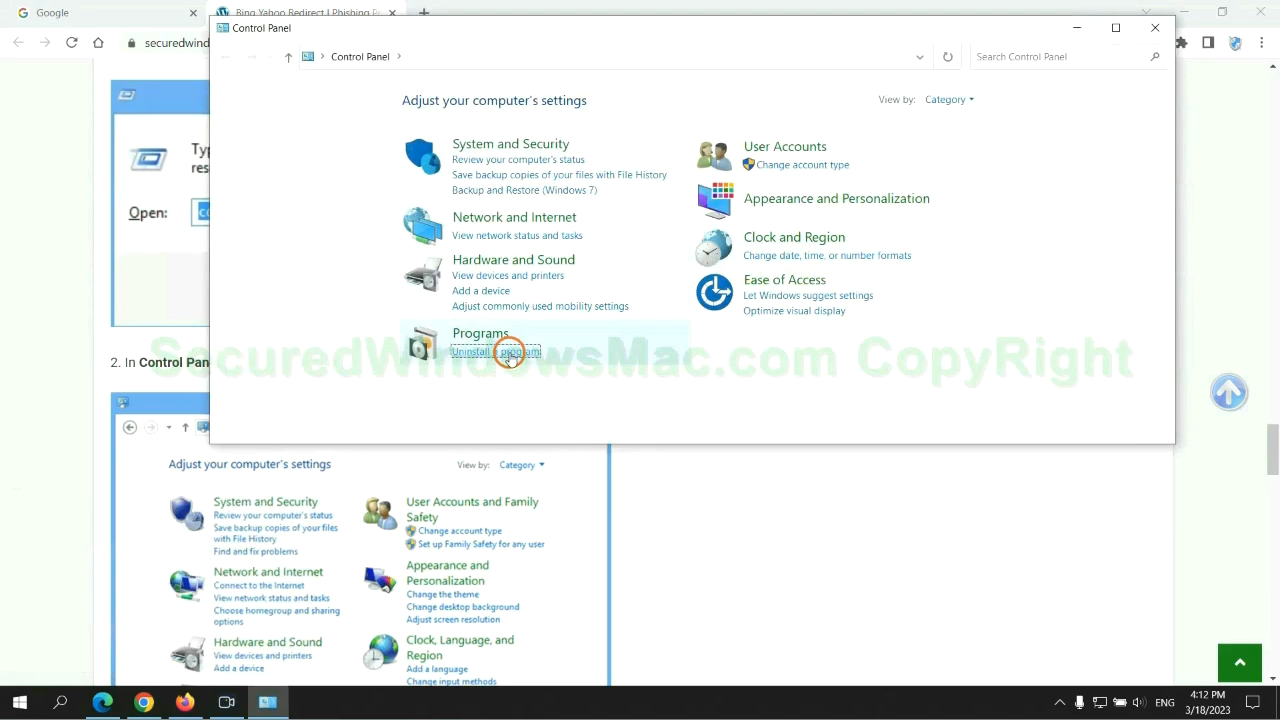 Google
Bing Yahoo Redirect | Phishing
securedwind
Control Panel
Control Panel
Search Control Panel
Adjust your computer's settings
View by: Category
System and Security
Review your computer's status
Save backup copies of your files with File History
Backup and Restore (Windows 7)
Network and Internet
View network status and tasks
Hardware and Sound
View devices and printers
Add a device
Adjust commonly used mobility settings
Programs
Uninstall a program
User Accounts
Change account type
Appearance and Personalization
Clock and Region
Change date, time, or number formats
Ease of Access
Let Windows suggest settings
Optimize visual display
Open:
SecuredWindowsMac.com CopyRight
2. In Control Pan
Adjust your computer's settings
View by: Category
System and Security
Review your computer's status
Save backup copies of your files
with File History
Find and fix problems
Network and Internet
Connect to the Internet
View network status and tasks
Choose homegroup and sharing
options
Hardware and Sound
View devices and printers
Add a device
User Accounts and Family
Safety
Change account type
Set up Family Safety for any user
Appearance and
Personalization
Change the theme
Change desktop background
Adjust screen resolution
Clock, Language, and
Region
Add a language
Change input methods
ENG
4:12 PM
3/18/2023